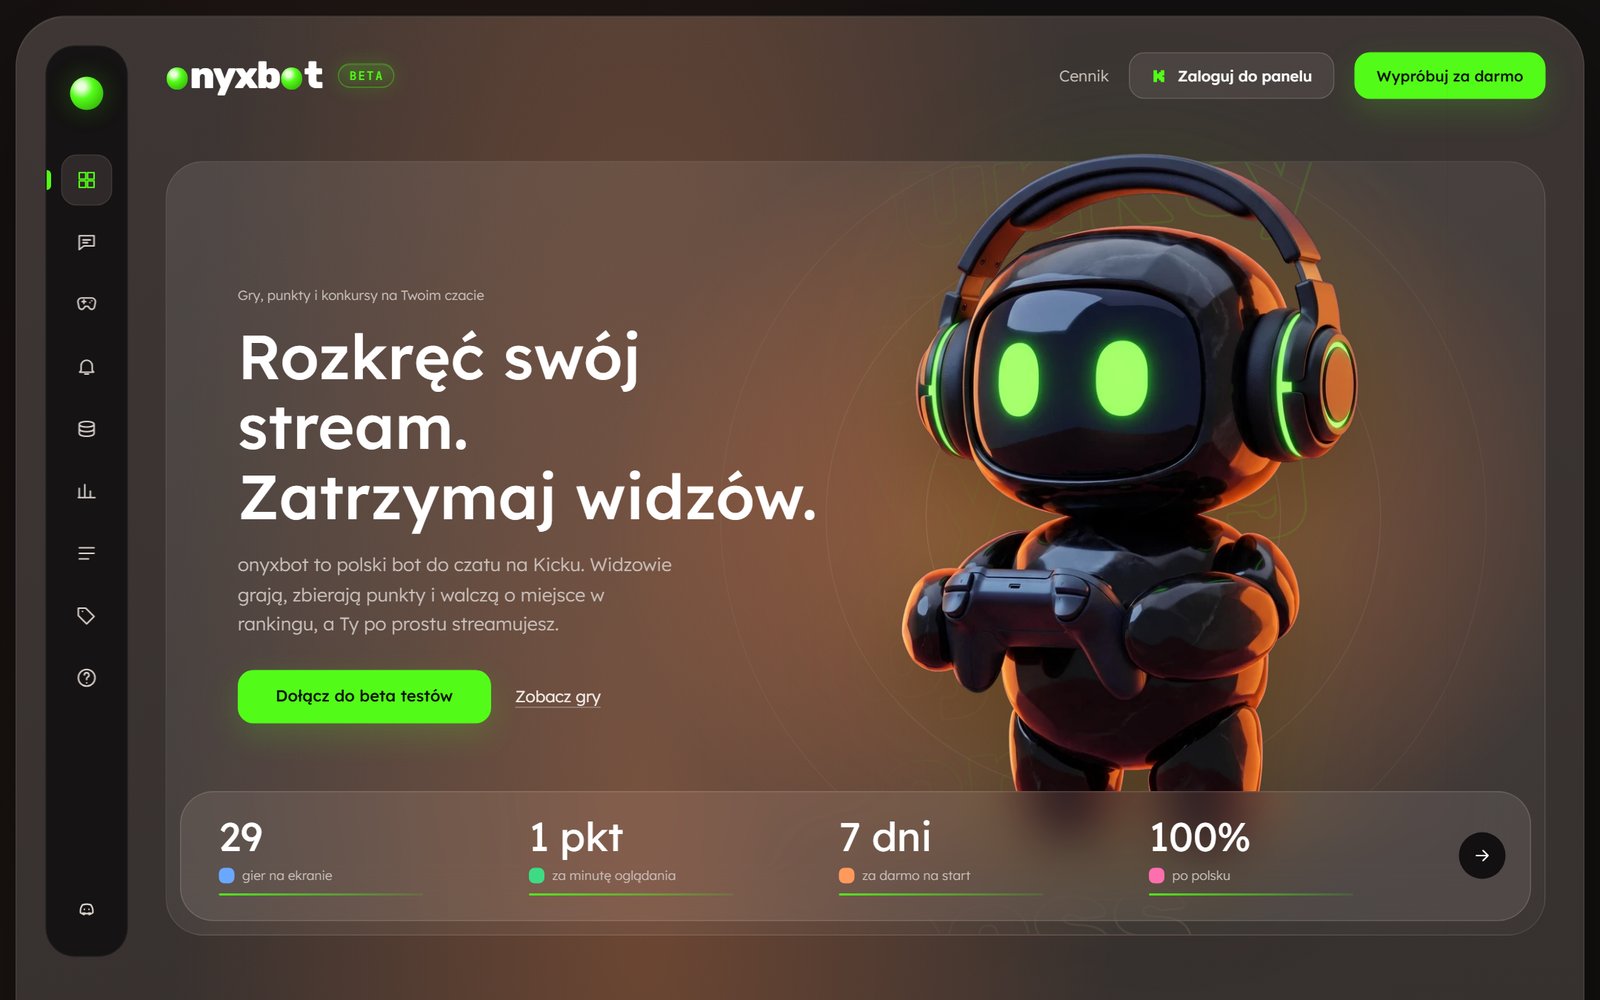 onyxbot
BETA
Cennik
Zaloguj do panelu
Wypróbuj za darmo
Gry, punkty i konkursy na Twoim czacie
Rozkręć swój
stream.
Zatrzymaj widzów.
onyxbot to polski bot do czatu na Kicku. Widzowie
grają, zbierają punkty i walczą o miejsce w
rankingu, a Ty po prostu streamujesz.
Dołącz do beta testów
Zobacz gry
29
gier na ekranie
1 pkt
za minutę oglądania
7 dni
za darmo na start
100%
po polsku